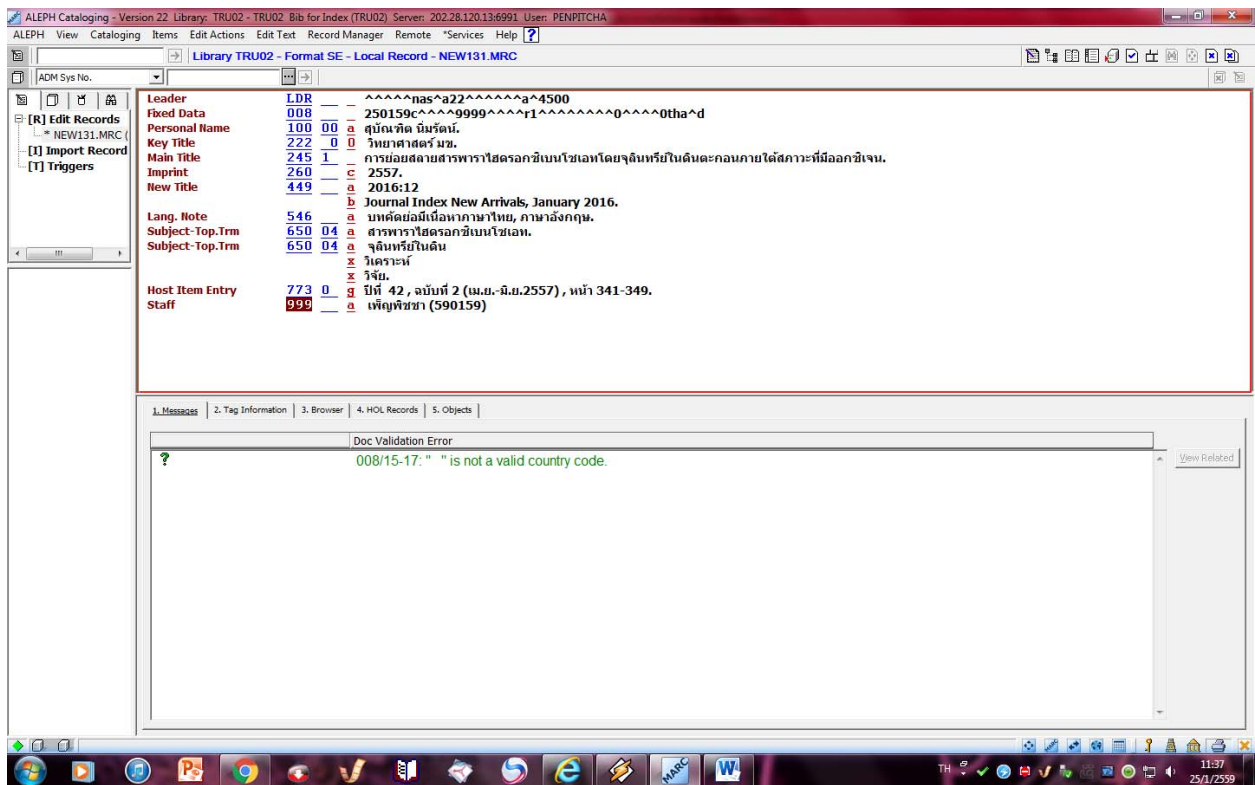 ALEPH Cataloging - Version 22 Library: TRU02 - TRU02 Bib for Index (TRU02) Server: 202.28.120.13:6991 User: PENPITCHA
ALEPH View Cataloging Items Edit Actions Edit Text Record Manager Remote *Services Help ?
Library TRU02 - Format SE - Local Record - NEW131.MRC
ADM Sys No.
[R] Edit Records
* NEW131.MRC (
[I] Import Record
[T] Triggers
Leader LDR ^^^^^nas^a22^^^^^^a^4500
Fixed Data 008 250159c^^^^9999^^^^r1^^^^^^^^0^^^^0tha^d
Personal Name 100 00 a สุบัณฑิต นิ่มรัตน์.
Key Title 222 0 0 วิทยาศาสตร์ มข.
Main Title 245 1 _ การย่อยสลายสารพาราไฮดรอกซิเบนโซเอทโดยจุลินทรีย์ในดินตะกอนภายใต้สภาวะที่มีออกซิเจน.
Imprint 260 c 2557.
New Title 449 a 2016:12
b Journal Index New Arrivals, January 2016.
Lang. Note 546 a บทคัดย่อมีเนื้อหาภาษาไทย, ภาษาอังกฤษ.
Subject-Top.Trm 650 04 a สารพาราไฮดรอกซิเบนโซเอท.
Subject-Top.Trm 650 04 a จุลินทรีย์ในดิน
x วิเคราะห์
x วิจัย.
Host Item Entry 773 0 g ปีที่ 42 , ฉบับที่ 2 (เม.ย.-มิ.ย.2557) , หน้า 341-349.
Staff 999 a เพ็ญพิชชา (590159)
1. Messages 2. Tag Information 3. Browser 4. HOL Records 5. Objects
Doc Validation Error
? 008/15-17: " " is not a valid country code.
View Related
TH
11:37
25/1/2559
MARC